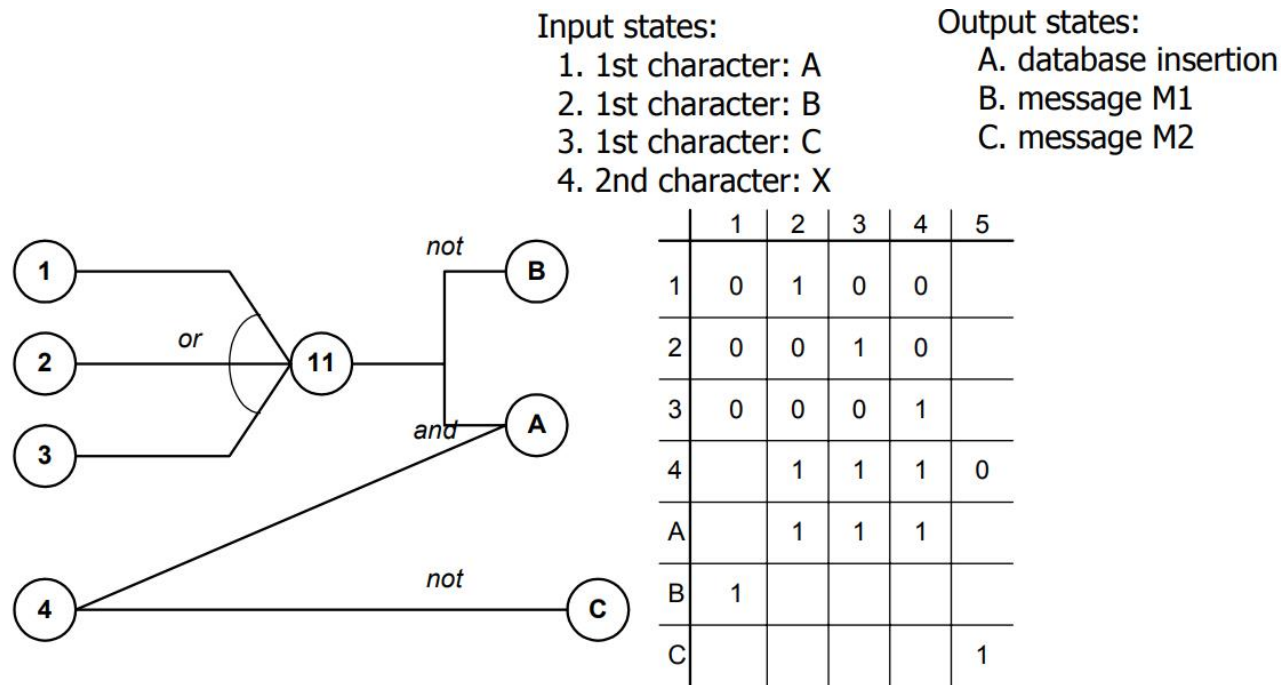 Input states:
1. 1st character: A
2. 1st character: B
3. 1st character: C
4. 2nd character: X
Output states:
A. database insertion
B. message M1
C. message M2
1
2
3
4
or
11
not
B
and
A
not
C
1 2 3 4 5
1 0 1 0 0
2 0 0 1 0
3 0 0 0 1
4 1 1 1 0
A 1 1 1
B 1
C 1